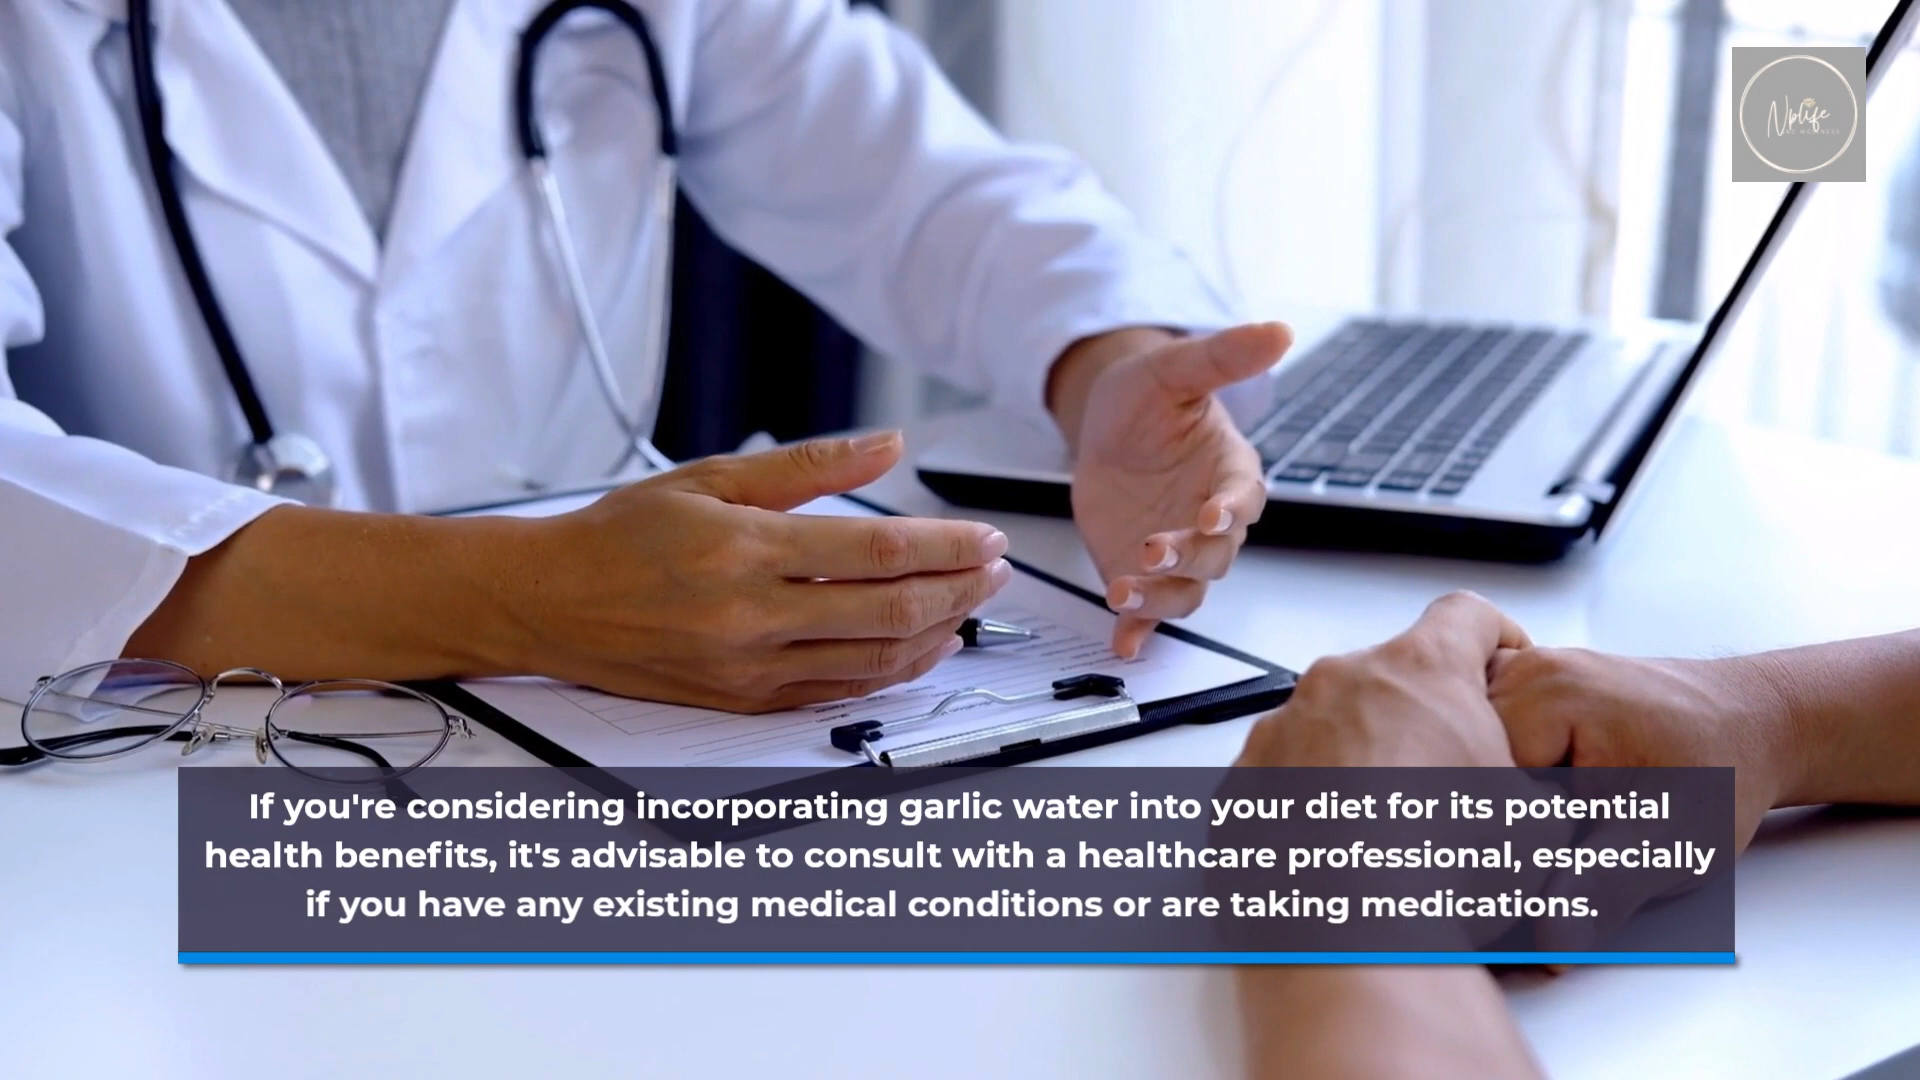 Nplife
If you're considering incorporating garlic water into your diet for its potential
health benefits, it's advisable to consult with a healthcare professional, especially
if you have any existing medical conditions or are taking medications.